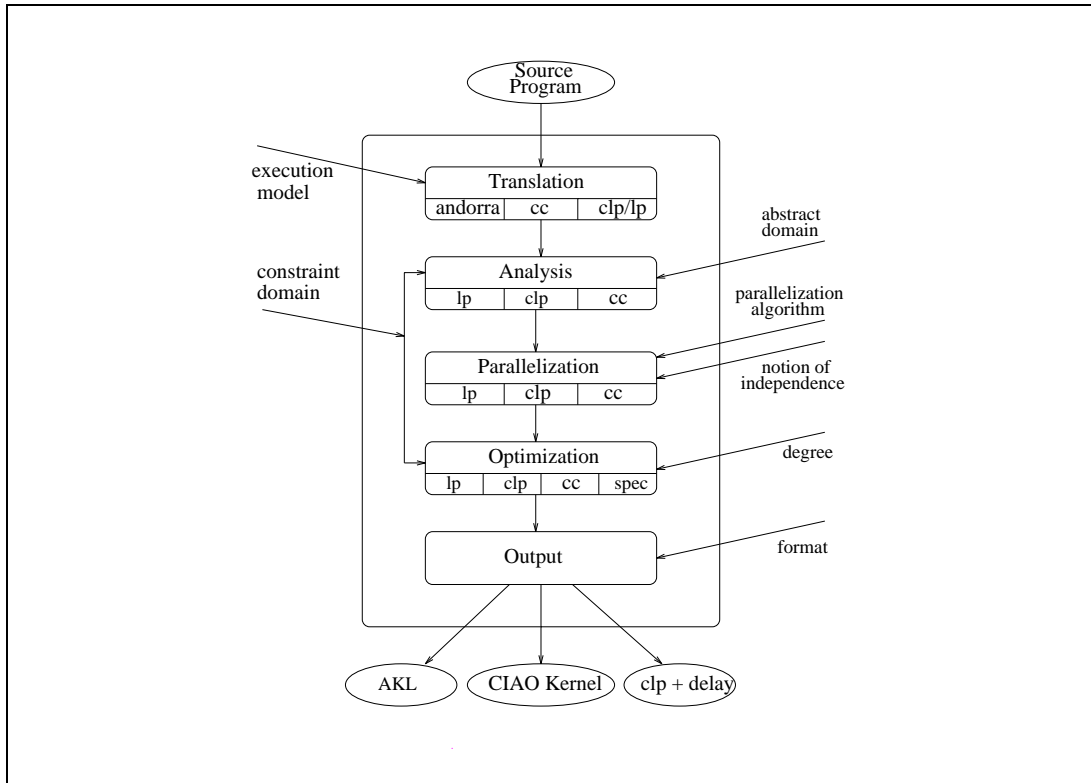 Source
Program
execution
model
Translation
andorra cc clp/lp
abstract
domain
constraint
domain
Analysis
lp clp cc
parallelization
algorithm
Parallelization
lp clp cc
notion of
independence
Optimization
lp clp cc spec
degree
Output
format
AKL CIAO Kernel clp + delay